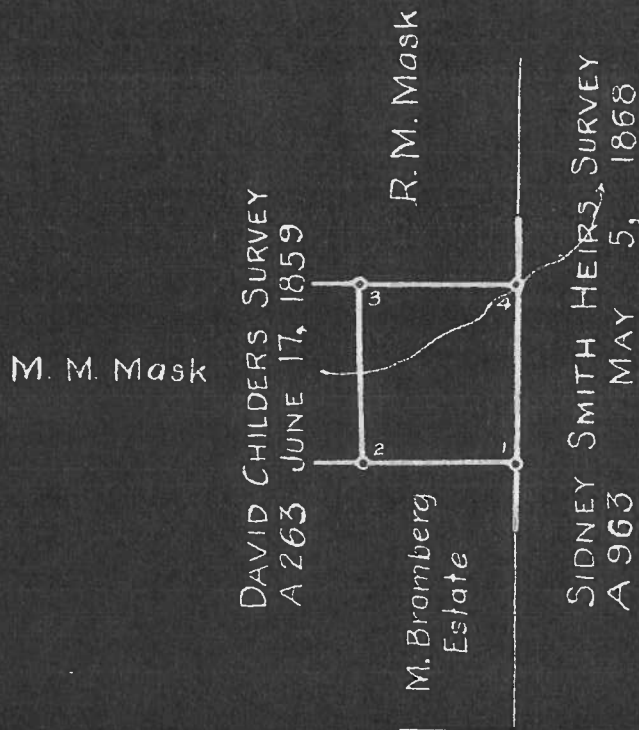 M. M. Mask
DAVID CHILDERS SURVEY
A 263 JUNE 17, 1859
R. M. Mask
3
2
4
1
M. Bromberg
Estate
SIDNEY SMITH HEIRS SURVEY
A 963 MAY 5, 1868